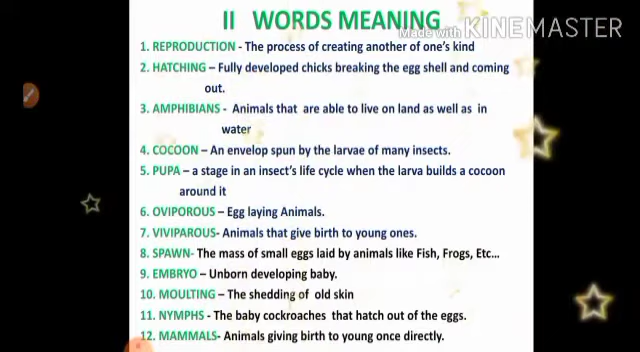 II WORDS MEANING
Made with KINEMASTER
1. REPRODUCTION - The process of creating another of one's kind
2. HATCHING – Fully developed chicks breaking the egg shell and coming
out.
3. AMPHIBIANS - Animals that are able to live on land as well as in
water
4. COCOON – An envelop spun by the larvae of many insects.
5. PUPA – a stage in an insect's life cycle when the larva builds a cocoon
around it
6. OVIPOROUS – Egg laying Animals.
7. VIVIPAROUS- Animals that give birth to young ones.
8. SPAWN- The mass of small eggs laid by animals like Fish, Frogs, Etc...
9. EMBRYO – Unborn developing baby.
10. MOULTING – The shedding of old skin
11. NYMPHS - The baby cockroaches that hatch out of the eggs.
12. MAMMALS- Animals giving birth to young once directly.